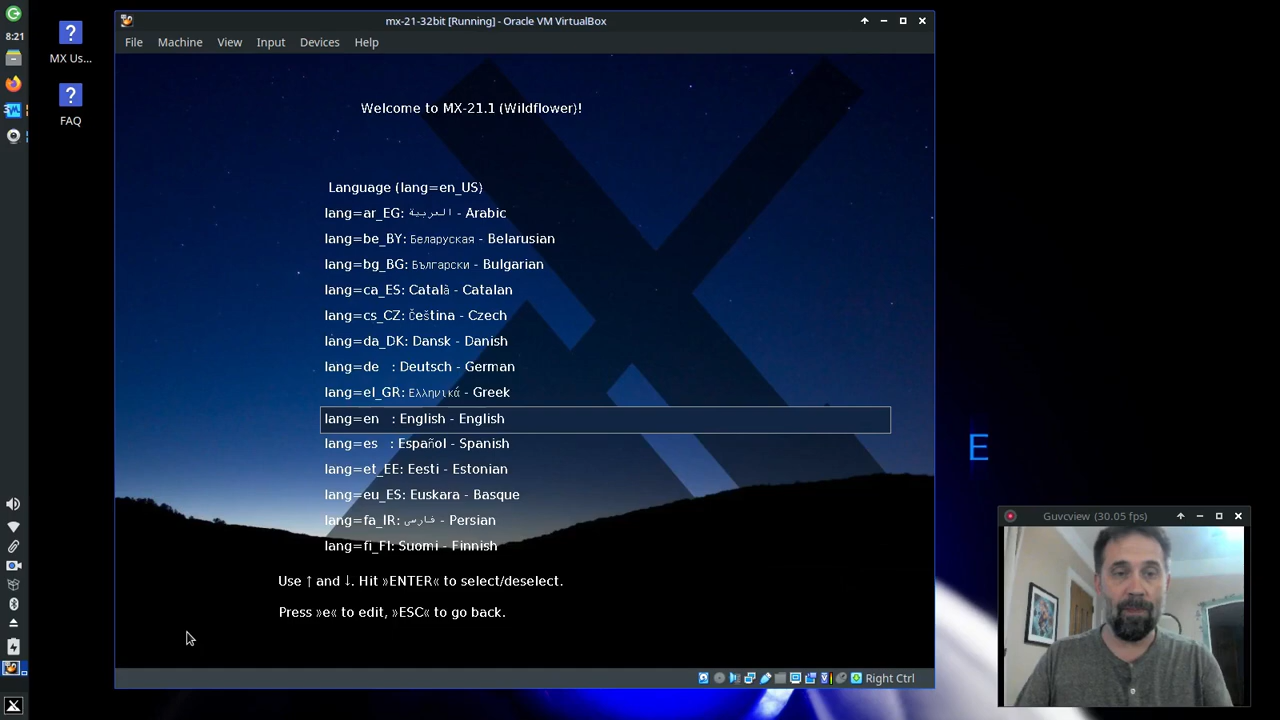 mx-21-32bit [Running] - Oracle VM VirtualBox
File Machine View Input Devices Help
8:21
MX Us...
FAQ
Welcome to MX-21.1 (Wildflower)!
Language (lang=en_US)
lang=ar_EG: العربية - Arabic
lang=be_BY: Беларуская - Belarusian
lang=bg_BG: Български - Bulgarian
lang=ca_ES: Català - Catalan
lang=cs_CZ: Čeština - Czech
lang=da_DK: Dansk - Danish
lang=de : Deutsch - German
lang=el_GR: Ελληνικά - Greek
lang=en : English - English
lang=es : Español - Spanish
lang=et_EE: Eesti - Estonian
lang=eu_ES: Euskara - Basque
lang=fa_IR: فارسی - Persian
lang=fi_FI: Suomi - Finnish
Use ↑ and ↓. Hit »ENTER« to select/deselect.
Press »e« to edit, »ESC« to go back.
Right Ctrl
E
Guvcview (30.05 fps)